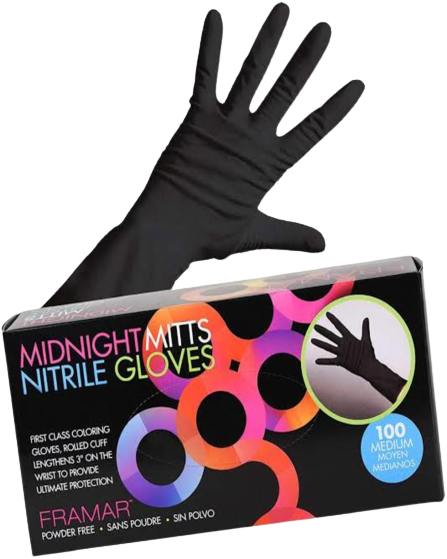 MIDNIGHT MITTS
NITRILE GLOVES
FIRST CLASS COLORING
GLOVES, ROLLED CUFF
LENGTHENS 3" ON THE
WRIST TO PROVIDE
ULTIMATE PROTECTION
FRAMAR™
POWDER FREE • SANS POUDRE • SIN POLVO
100
MEDIUM
MOYEN
MEDIANOS